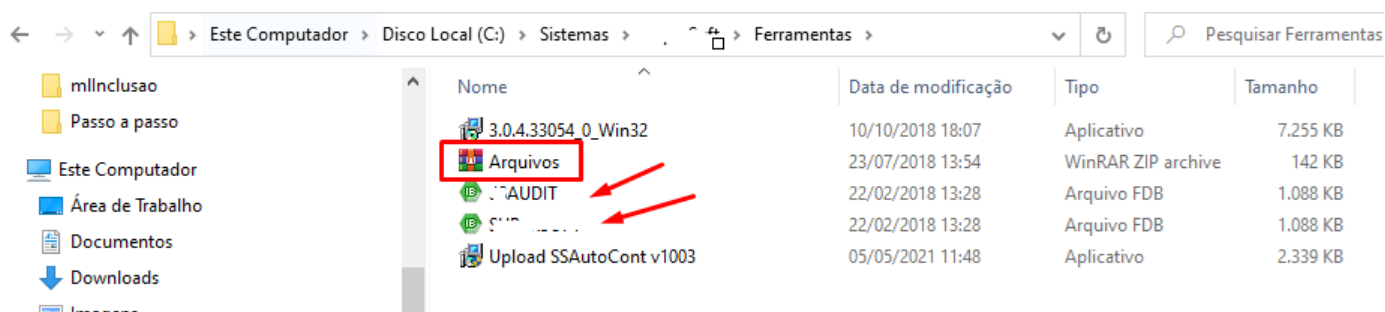 Este Computador > Disco Local (C:) > Sistemas > > Ferramentas > Pesquisar Ferramentas
mlInclusao
Passo a passo
Este Computador
Área de Trabalho
Documentos
Downloads
Nome Data de modificação Tipo Tamanho
3.0.4.33054_0_Win32 10/10/2018 18:07 Aplicativo 7.255 KB
Arquivos 23/07/2018 13:54 WinRAR ZIP archive 142 KB
AUDIT 22/02/2018 13:28 Arquivo FDB 1.088 KB
22/02/2018 13:28 Arquivo FDB 1.088 KB
Upload SSAutoCont v1003 05/05/2021 11:48 Aplicativo 2.339 KB